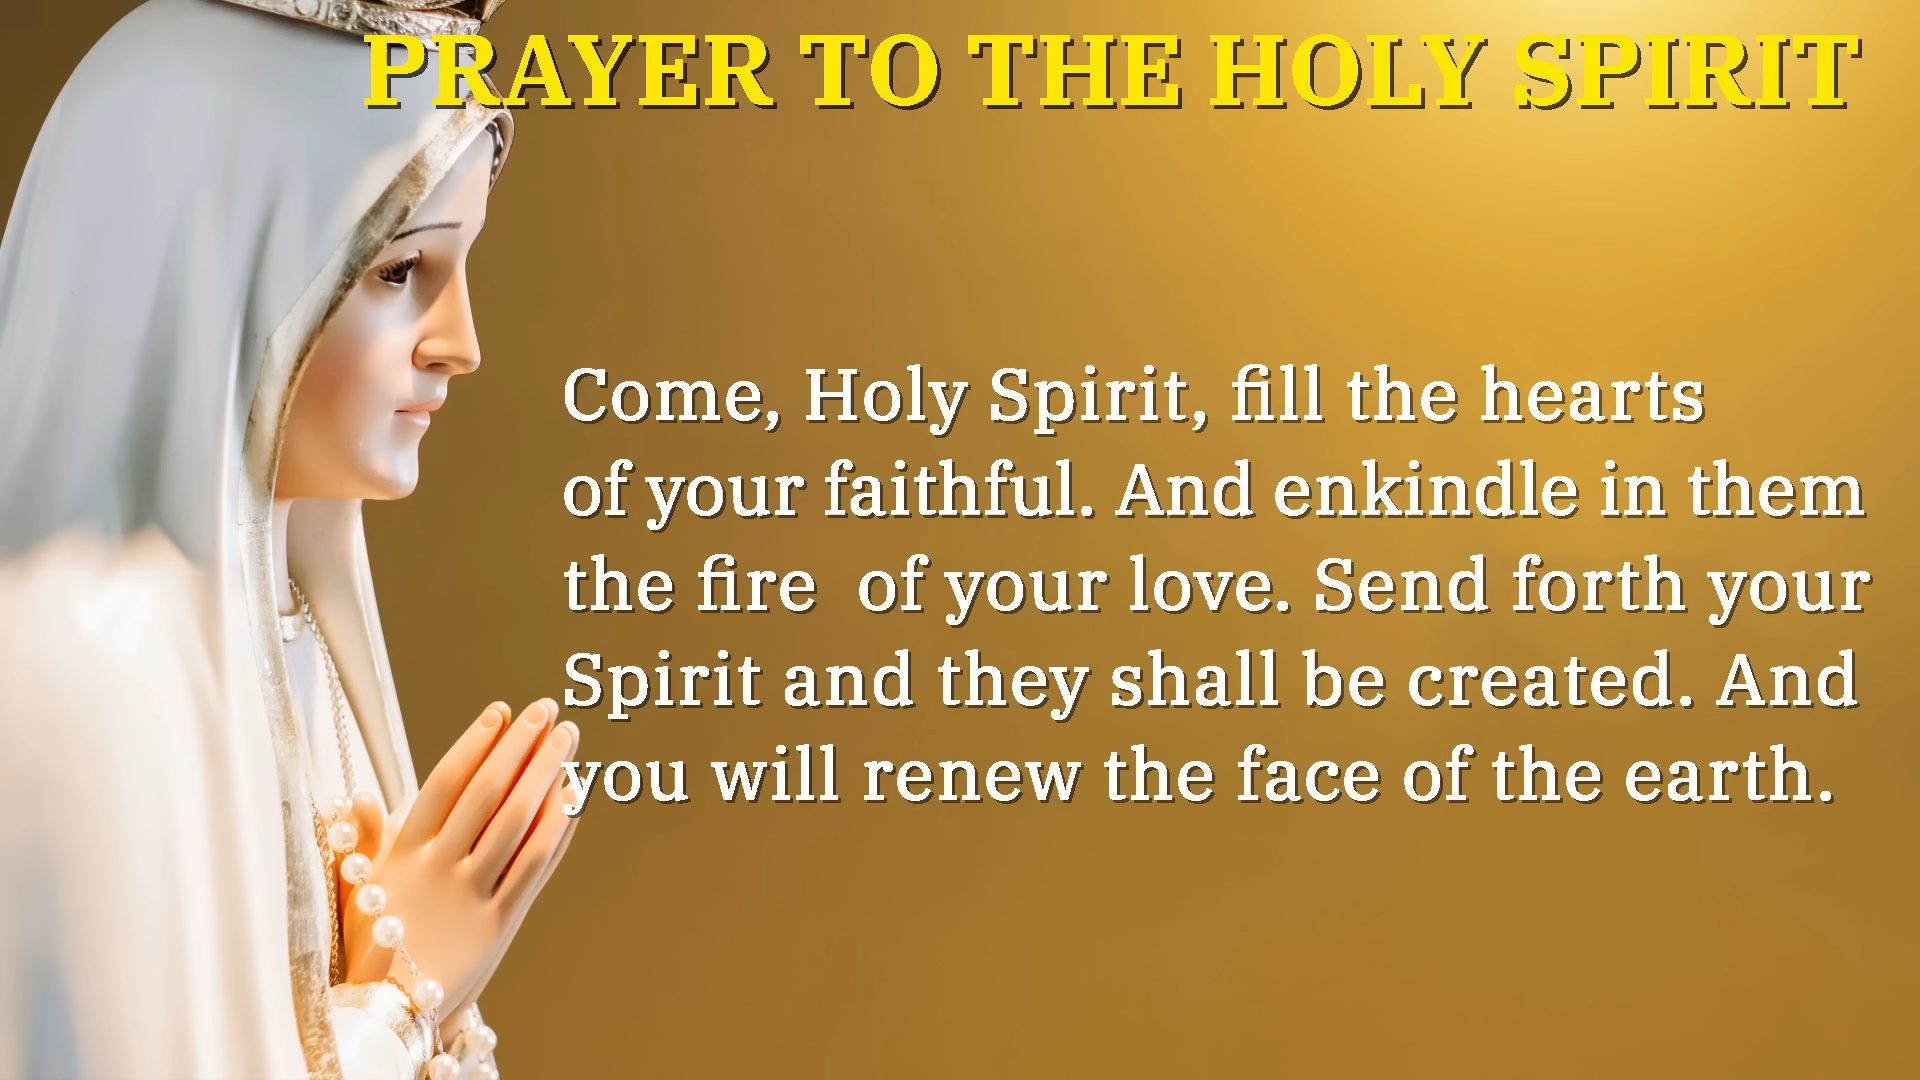 PRAYER TO THE HOLY SPIRIT
Come, Holy Spirit, fill the hearts
of your faithful. And enkindle in them
the fire  of your love. Send forth your
Spirit and they shall be created. And
you will renew the face of the earth.